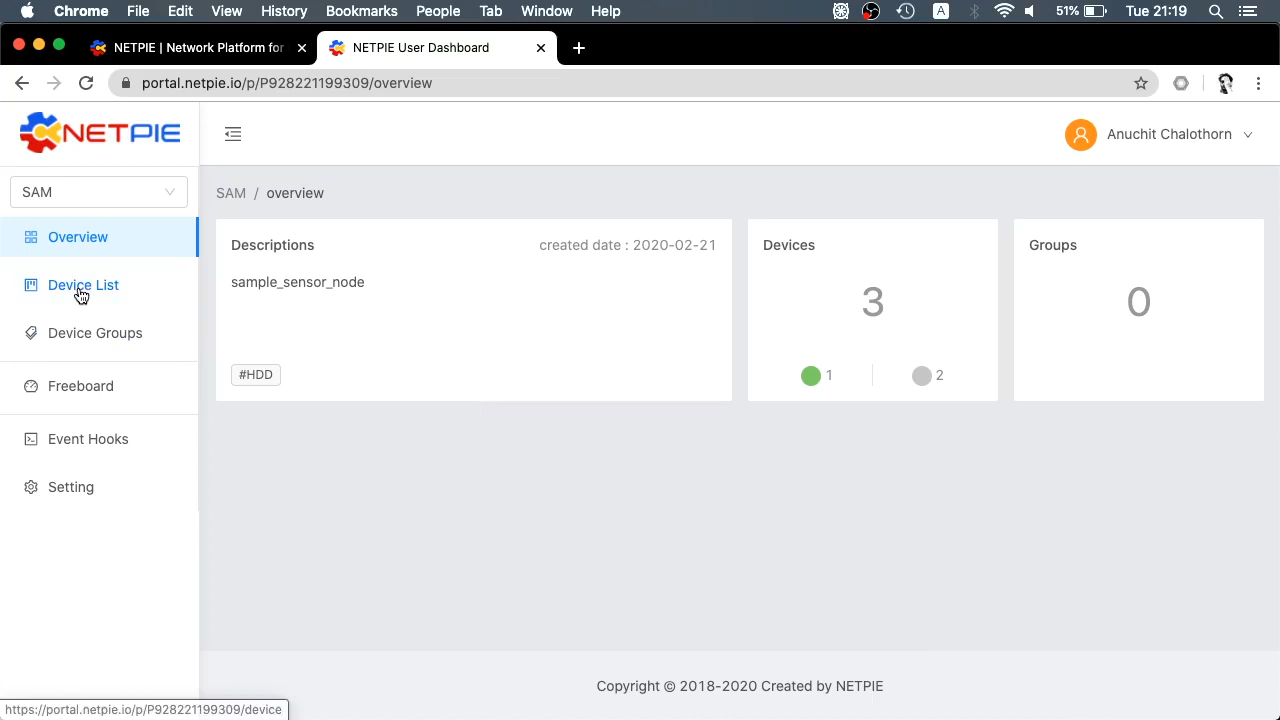 Chrome File Edit View History Bookmarks People Tab Window Help A 51% Tue 21:19
NETPIE | Network Platform for
NETPIE User Dashboard
portal.netpie.io/p/P928221199309/overview
NETPIE
Anuchit Chalothorn
SAM
SAM / overview
Overview
Device List
Device Groups
Freeboard
Event Hooks
Setting
Descriptions
created date : 2020-02-21
sample_sensor_node
#HDD
Devices
3
1
2
Groups
0
Copyright © 2018-2020 Created by NETPIE
https://portal.netpie.io/p/P928221199309/device